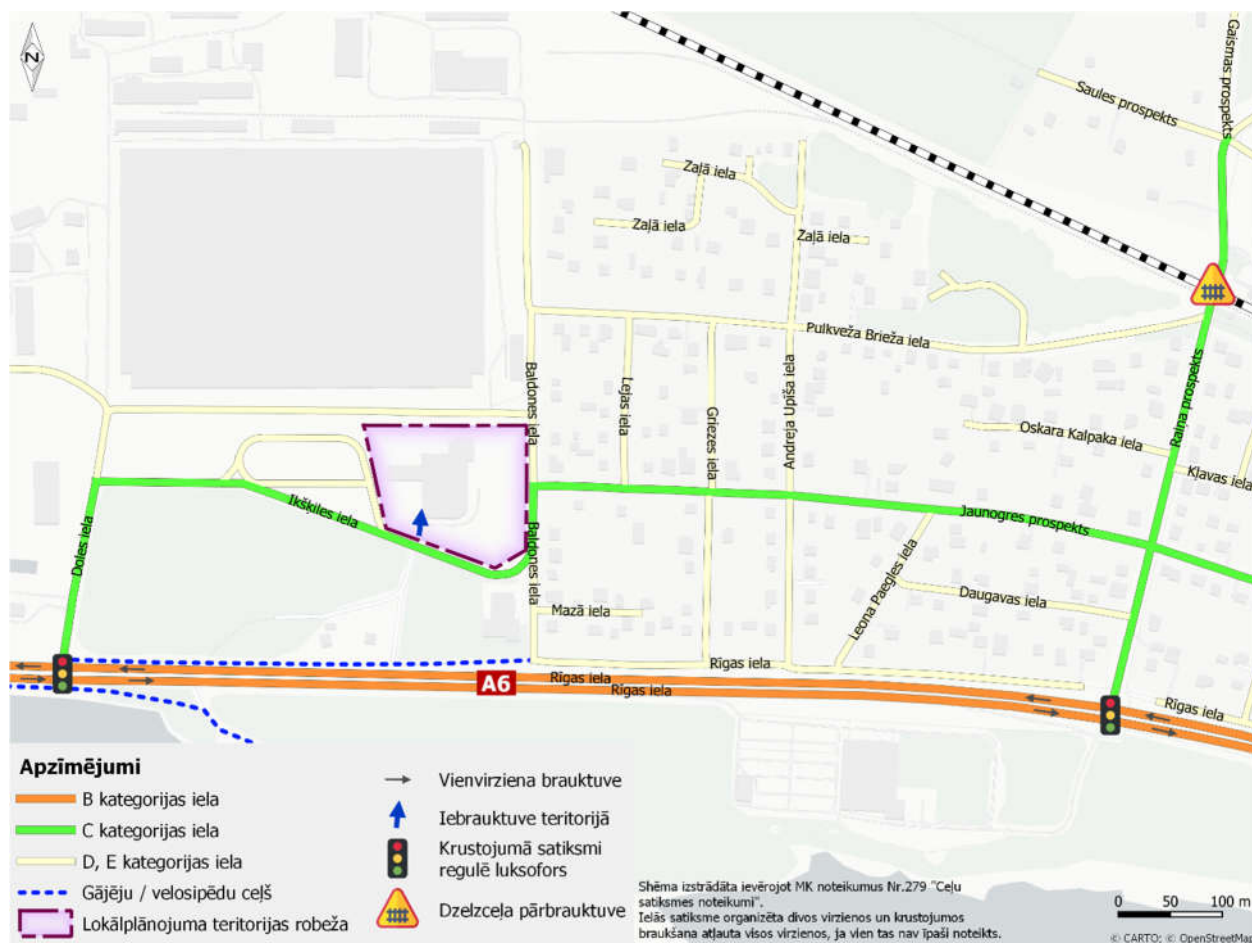 Gaismas prospekts
Saules prospekts
N
Zaļā iela
Zaļā iela
Zaļā iela
Pulkveža Brieža iela
Baldones iela
Lejas iela
Griezes iela
Andreja Upīša iela
Raiņa prospekts
Oskara Kalpaka iela
Kļavas iela
Ikšķiles iela
Jaunogres prospekts
Doles iela
Baldones iela
Leona Paegles iela
Daugavas iela
Mazā iela
Rīgas iela
Rīgas iela
A6
Rīgas iela
Rīgas iela
Apzīmējumi
B kategorijas iela
C kategorijas iela
D, E kategorijas iela
Gājēju / velosipēdu ceļš
Lokālplānojuma teritorijas robeža
Vienvirziena brauktuve
Iebrauktuve teritorijā
Krustojumā satiksmi
regulē luksofors
Dzelzceļa pārbrauktuve
Shēma izstrādāta ievērojot MK noteikumus Nr.279 "Ceļu
satiksmes noteikumi".
Ielās satiksme organizēta divos virzienos un krustojumos
braukšana atļauta visos virzienos, ja vien tas nav īpaši noteikts.
0 50 100 m
© CARTO; © OpenStreetMap